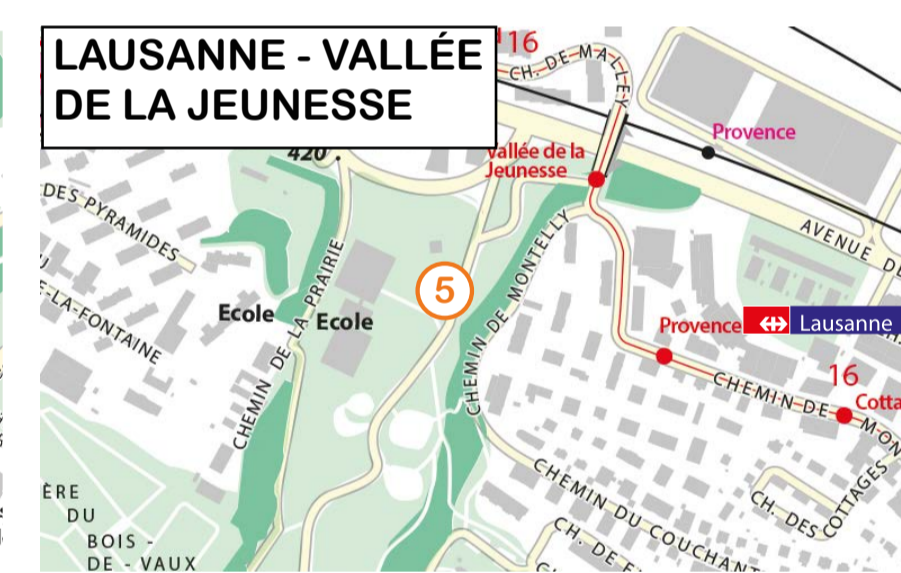 LAUSANNE - VALLÉE
DE LA JEUNESSE
16
CH. DE MALLEY
Provence
420
Vallée de la
Jeunesse
DES PYRAMIDES
AVENUE DE
E-LA-FONTAINE
Ecole
CHEMIN DE LA PRAIRIE
Ecole
5
CHEMIN DE MONTELLY
Provence
Lausanne
16
CHEMIN-DE-MON
Cotta
ÈRE
DU
BOIS -
DE - VAUX
CHEMIN DU COUCHANT
CH. DES COTTAGES
CH. DE